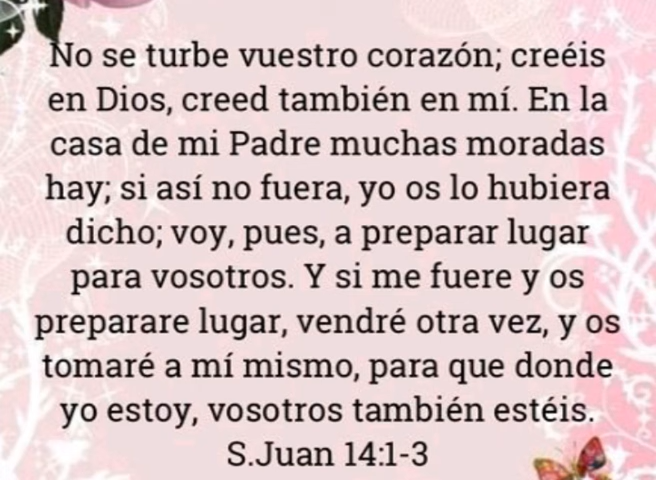 No se turbe vuestro corazón; creéis
en Dios, creed también en mí. En la
casa de mi Padre muchas moradas
hay; si así no fuera, yo os lo hubiera
dicho; voy, pues, a preparar lugar
para vosotros. Y si me fuere y os
preparare lugar, vendré otra vez, y os
tomaré a mí mismo, para que donde
yo estoy, vosotros también estéis.
S.Juan 14:1-3